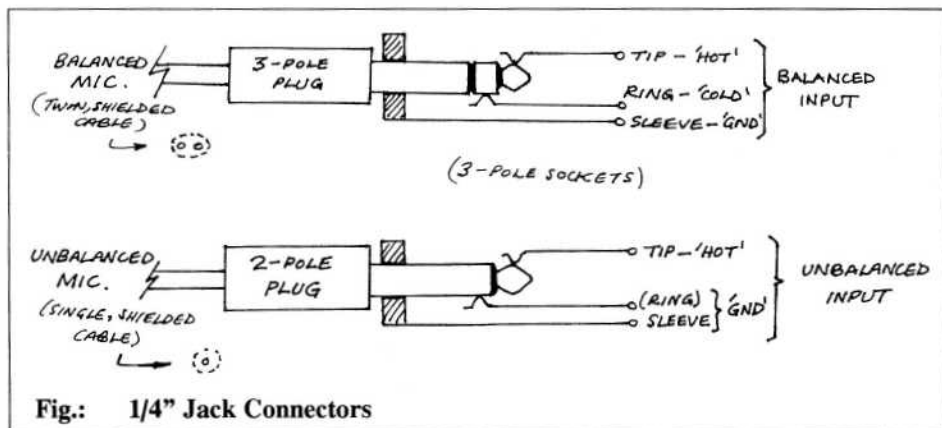 BALANCED
MIC.
(TWIN, SHIELDED
CABLE)
3-POLE
PLUG
TIP-'HOT'
RING-'COLD'
SLEEVE-'GND'
BALANCED
INPUT
(3-POLE SOCKETS)
UNBALANCED
MIC.
(SINGLE, SHIELDED
CABLE)
2-POLE
PLUG
TIP-'HOT'
(RING)
SLEEVE
'GND'
UNBALANCED
INPUT
Fig.: 1/4" Jack Connectors